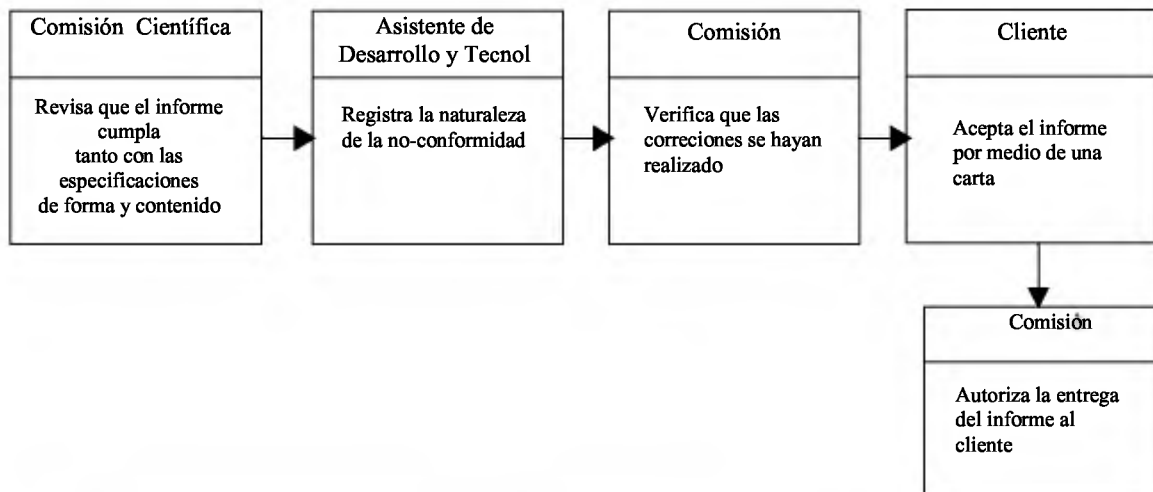 Comisión Científica
Revisa que el informe
cumpla
tanto con las
especificaciones
de forma y contenido
Asistente de
Desarrollo y Tecnol
Registra la naturaleza
de la no-conformidad
Comisión
Verifica que las
correciones se hayan
realizado
Cliente
Acepta el informe
por medio de una
carta
Comisión
Autoriza la entrega
del informe al
cliente